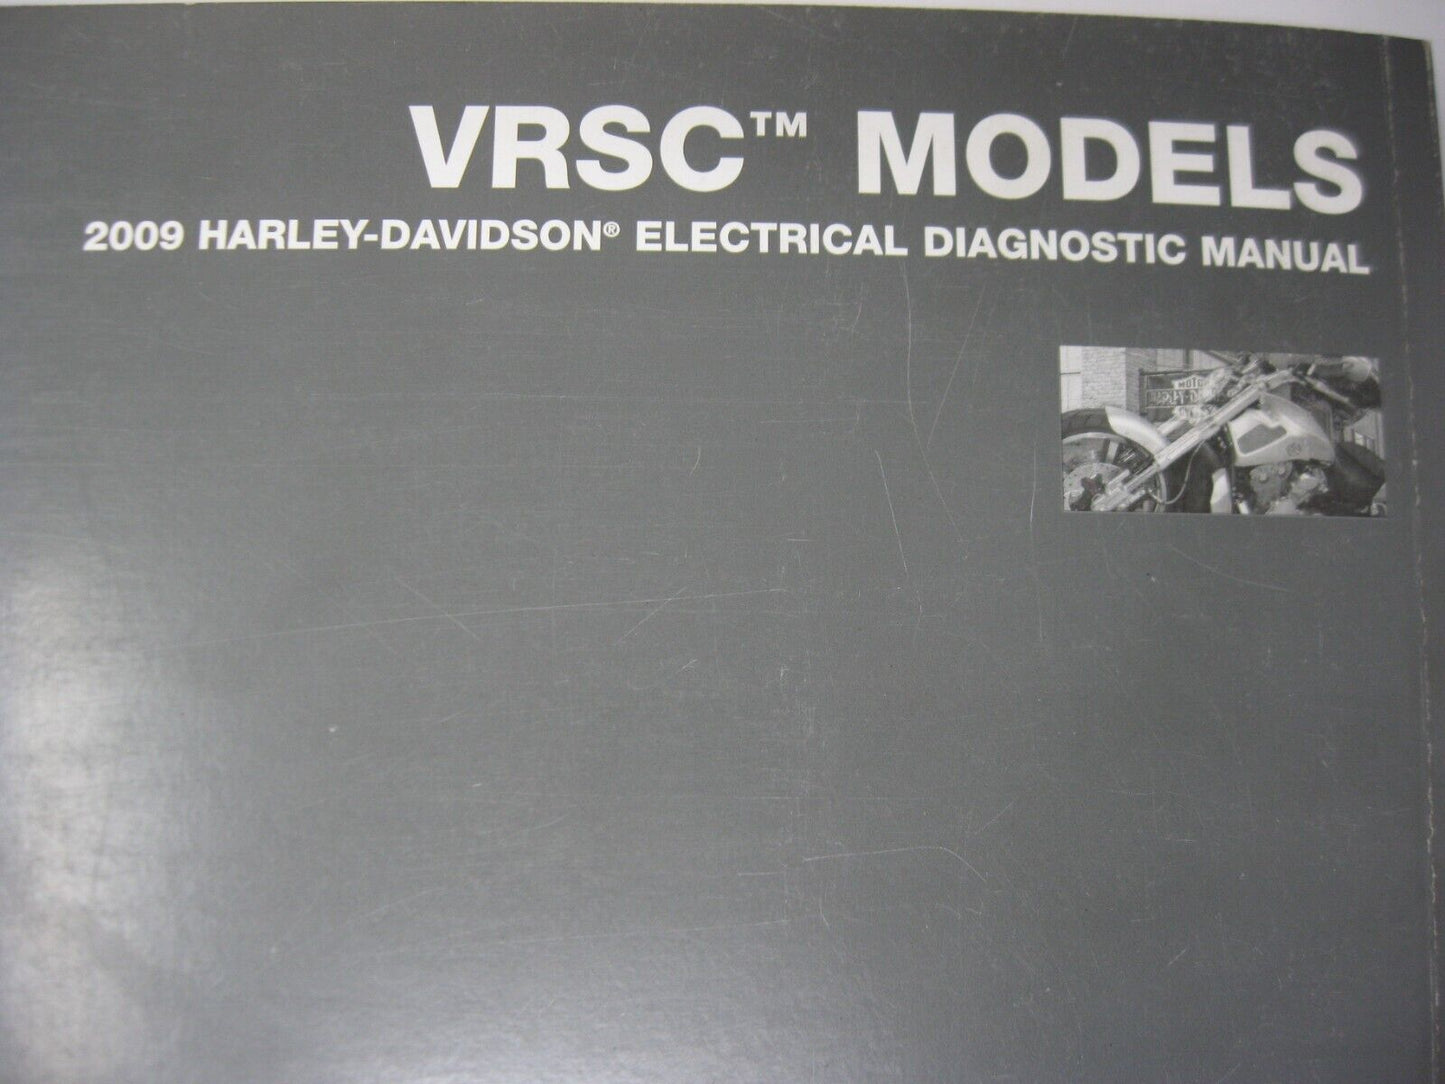 VRSC™ MODELS
2009 HARLEY-DAVIDSON® ELECTRICAL DIAGNOSTIC MANUAL